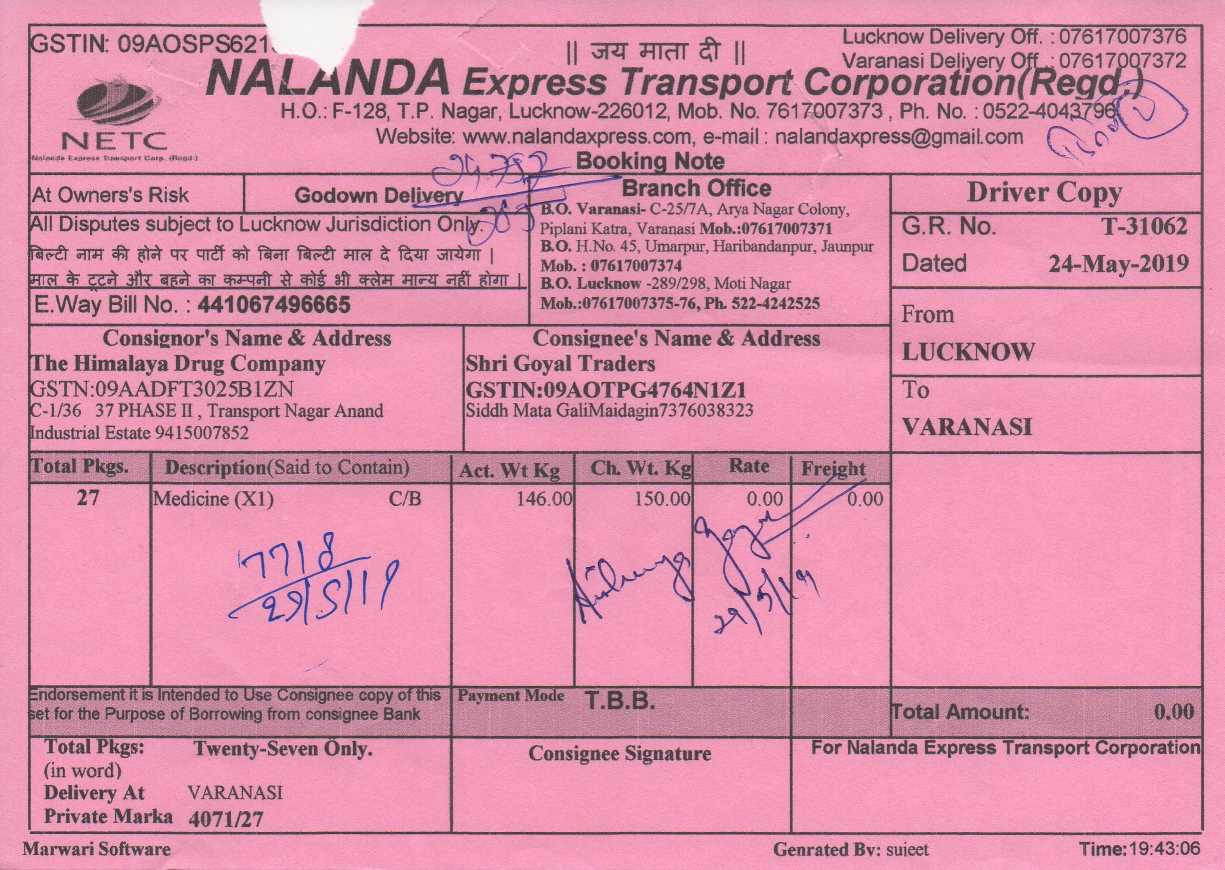 GSTIN: 09AOSPS621
|| जय माता दी ||
Lucknow Delivery Off. : 07617007376
Varanasi Delivery Off. : 07617007372
NALANDA Express Transport Corporation(Regd.)
H.O.: F-128, T.P. Nagar, Lucknow-226012, Mob. No. 7617007373 , Ph. No. : 0522-4043796
Website: www.nalandaxpress.com, e-mail : nalandaxpress@gmail.com
NETC
Nalanda Express Transport Corp. (Regd.)
Booking Note
At Owners's Risk
Godown Delivery
All Disputes subject to Lucknow Jurisdiction Only.
बिल्टी नाम की होने पर पार्टी को बिना बिल्टी माल दे दिया जायेगा |
माल के टूटने और बहने का कम्पनी से कोई भी क्लेम मान्य नहीं होगा |
E.Way Bill No. : 441067496665
Branch Office
B.O. Varanasi- C-25/7A, Arya Nagar Colony,
Piplani Katra, Varanasi Mob.:07617007371
B.O. H.No. 45, Umarpur, Haribandanpur, Jaunpur
Mob. : 07617007374
B.O. Lucknow -289/298, Moti Nagar
Mob.:07617007375-76, Ph. 522-4242525
Driver Copy
G.R. No. T-31062
Dated 24-May-2019
From
LUCKNOW
To
VARANASI
Consignor's Name & Address
The Himalaya Drug Company
GSTN:09AADFT3025B1ZN
C-1/36 37 PHASE II , Transport Nagar Anand
Industrial Estate 9415007852
Consignee's Name & Address
Shri Goyal Traders
GSTIN:09AOTPG4764N1Z1
Siddh Mata GaliMaidagin7376038323
Total Pkgs. Description(Said to Contain) Act. Wt Kg Ch. Wt. Kg Rate Freight
27 Medicine (X1) C/B 146.00 150.00 0.00 0.00
7718
29/5/19
29/5/19
Endorsement it is Intended to Use Consignee copy of this
set for the Purpose of Borrowing from consignee Bank
Payment Mode T.B.B.
Total Amount: 0.00
Total Pkgs: Twenty-Seven Only.
(in word)
Delivery At VARANASI
Private Marka 4071/27
Consignee Signature
For Nalanda Express Transport Corporation
Marwari Software
Genrated By: sujeet
Time:19:43:06